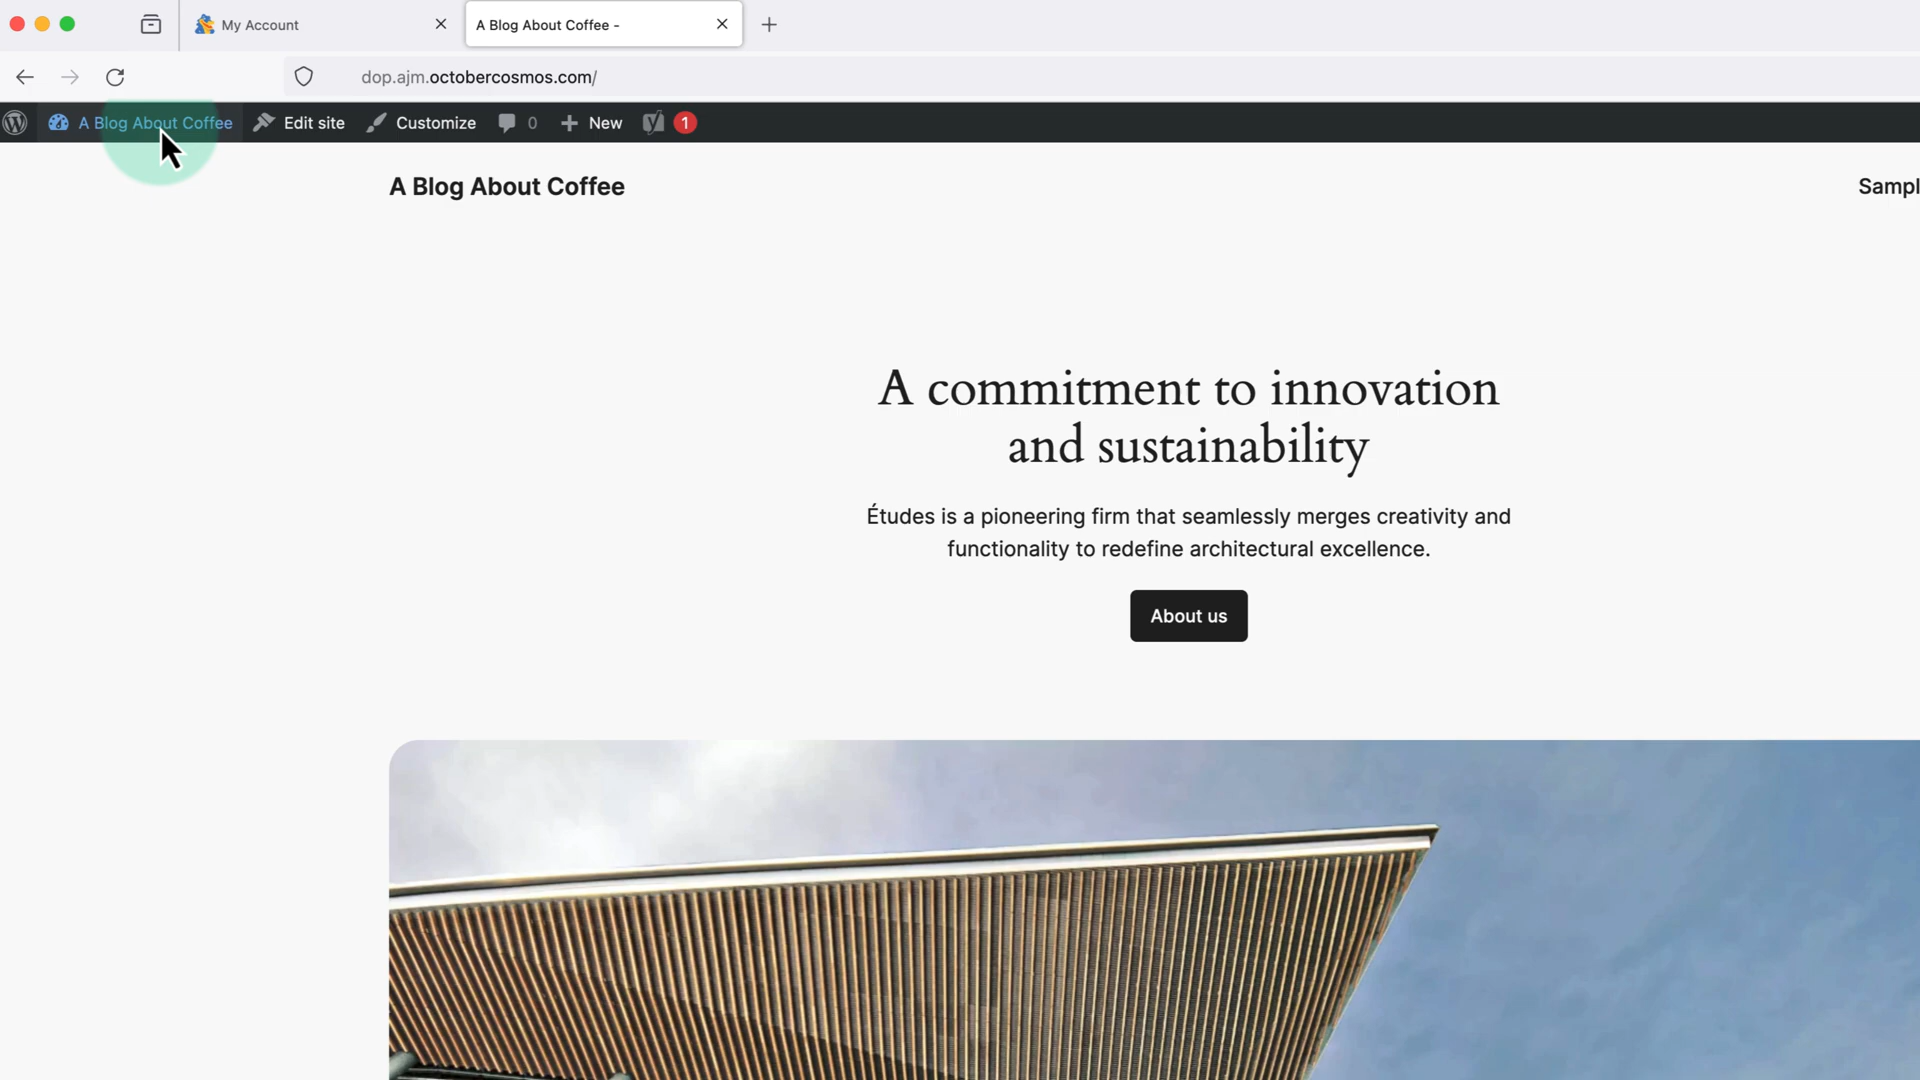 My Account
A Blog About Coffee -
dop.ajm.octobercosmos.com/
A Blog About Coffee
Edit site
Customize
0
New
1
A Blog About Coffee
Sampl
A commitment to innovation
and sustainability
Études is a pioneering firm that seamlessly merges creativity and
functionality to redefine architectural excellence.
About us